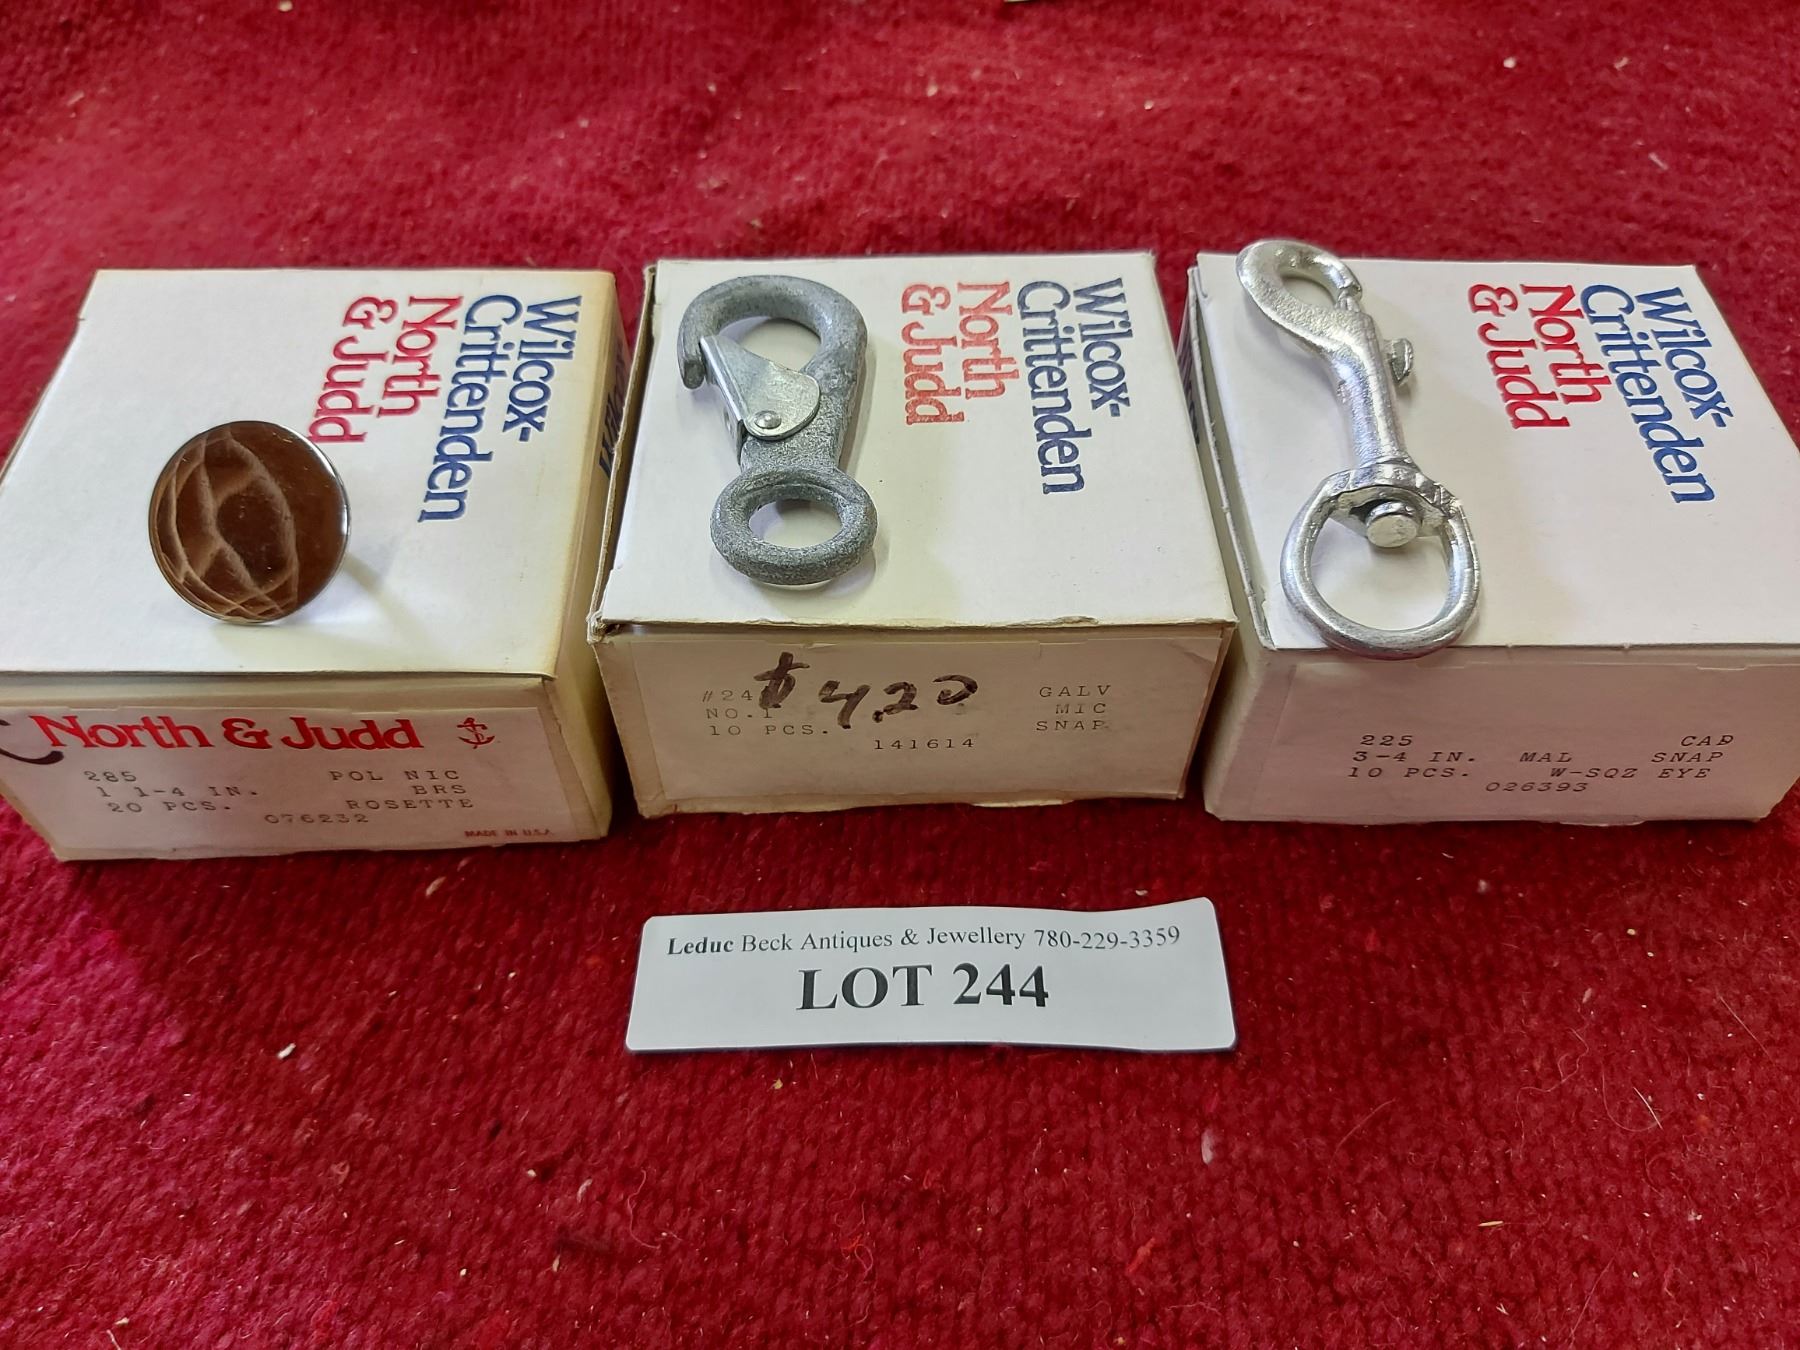 Wilcox-
Crittenden
North
& Judd
North & Judd
285 POL NIC
1 1-4 IN. BRS
20 PCS. ROSETTE
076232
MADE IN U.S.A.
Wilcox-
Crittenden
North
& Judd
#24 $4.20 GALV
NO.1 MIC
10 PCS. SNAP
141614
Wilcox-
Crittenden
North
& Judd
225 CAD
3-4 IN. MAL SNAP
10 PCS. W-SQZ EYE
026393
Leduc Beck Antiques & Jewellery 780-229-3359
LOT 244